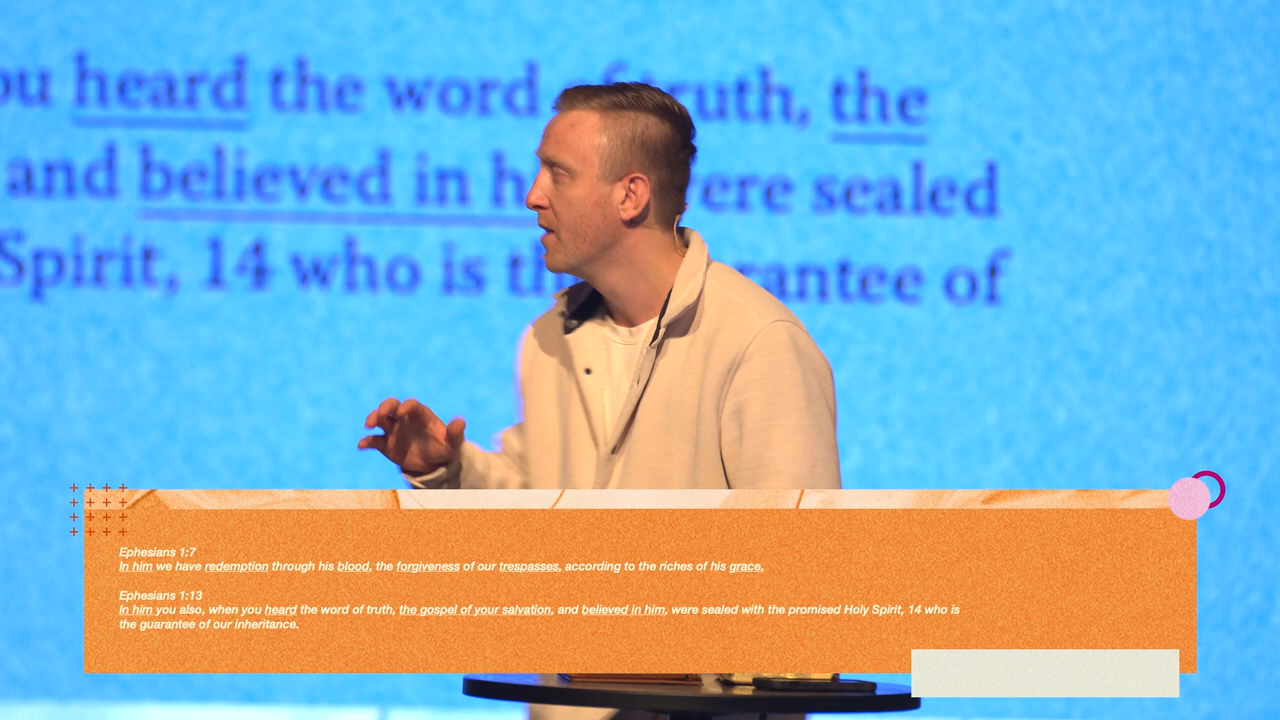 ou heard the word ruth, the
and believed in h ere sealed
Spirit, 14 who is th rantee of
Ephesians 1:7
In him we have redemption through his blood, the forgiveness of our trespasses, according to the riches of his grace.
Ephesians 1:13
In him you also, when you heard the word of truth, the gospel of your salvation, and believed in him, were sealed with the promised Holy Spirit, 14 who is
the guarantee of our inheritance.